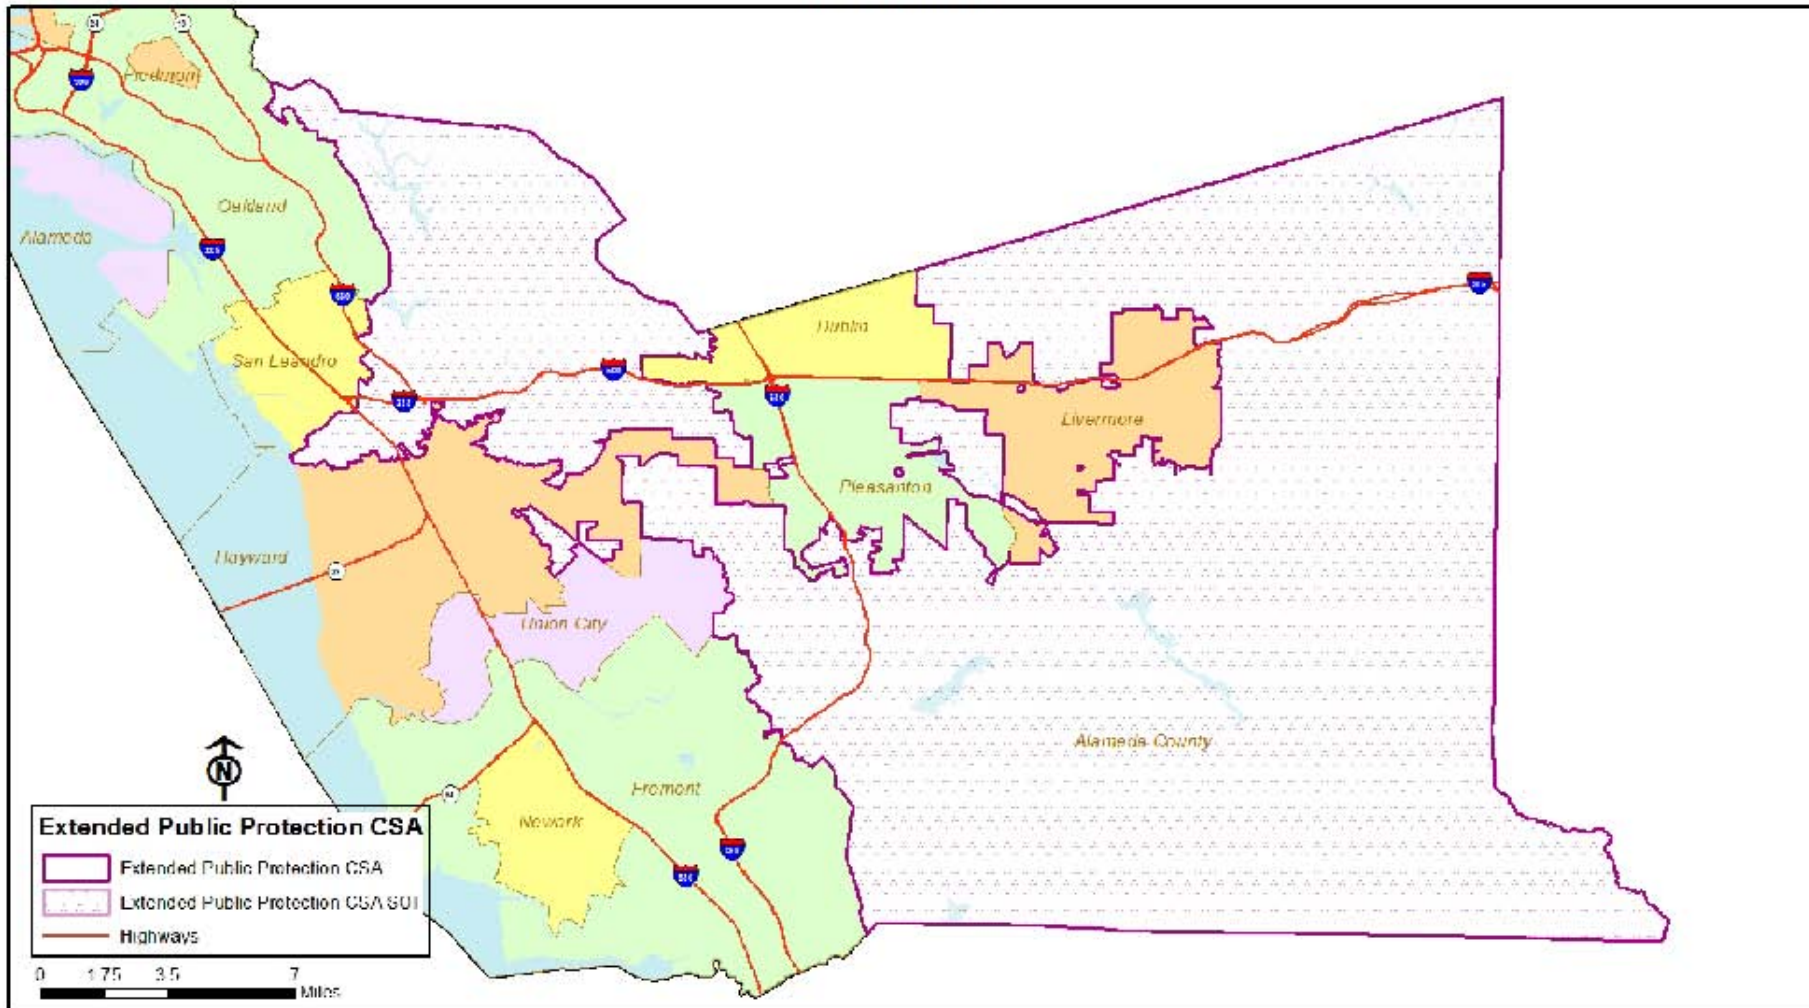 Piedmont
Oakland
Alameda
San Leandro
Dublin
Livermore
Pleasanton
Hayward
Union City
Alameda County
Fremont
Newark
N
Extended Public Protection CSA
Extended Public Protection CSA
Extended Public Protection CSA SOI
Highways
0 1.75 3.5 7
Miles